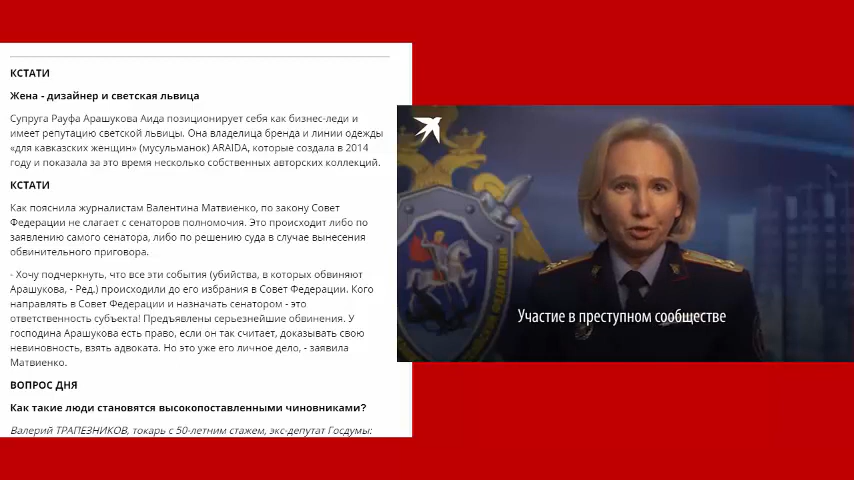 КСТАТИ
Жена - дизайнер и светская львица
Супруга Рауфа Арашукова Аида позиционирует себя как бизнес-леди и
имеет репутацию светской львицы. Она владелица бренда и линии одежды
«для кавказских женщин» (мусульманок) ARAIDA, которые создала в 2014
году и показала за это время несколько собственных авторских коллекций.
КСТАТИ
Как пояснила журналистам Валентина Матвиенко, по закону Совет
Федерации не слагает с сенаторов полномочия. Это происходит либо по
заявлению самого сенатора, либо по решению суда в случае вынесения
обвинительного приговора.
- Хочу подчеркнуть, что все эти события (убийства, в которых обвиняют
Арашукова, - Ред.) происходили до его избрания в Совет Федерации. Кого
направлять в Совет Федерации и назначать сенатором - это
ответственность субъекта! Предъявлены серьезнейшие обвинения. У
господина Арашукова есть право, если он так считает, доказывать свою
невиновность, взять адвоката. Но это уже его личное дело, - заявила
Матвиенко.
ВОПРОС ДНЯ
Как такие люди становятся высокопоставленными чиновниками?
Валерий ТРАПЕЗНИКОВ, токарь с 50-летним стажем, экс-депутат Госдумы:
Участие в преступном сообществе